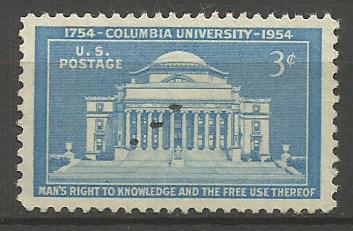 1754-COLUMBIA UNIVERSITY-1954
U.S. POSTAGE
3¢
MAN'S RIGHT TO KNOWLEDGE AND THE FREE USE THEREOF